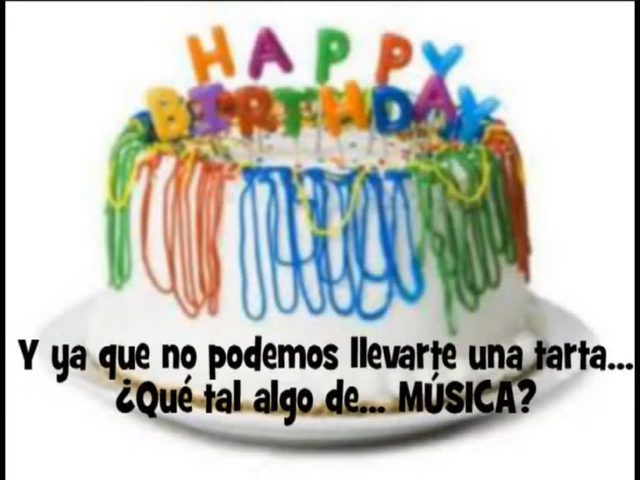 HAPPY
BIRTHDAY
Y ya que no podemos llevarte una tarta...
¿Qué tal algo de... MÚSICA?